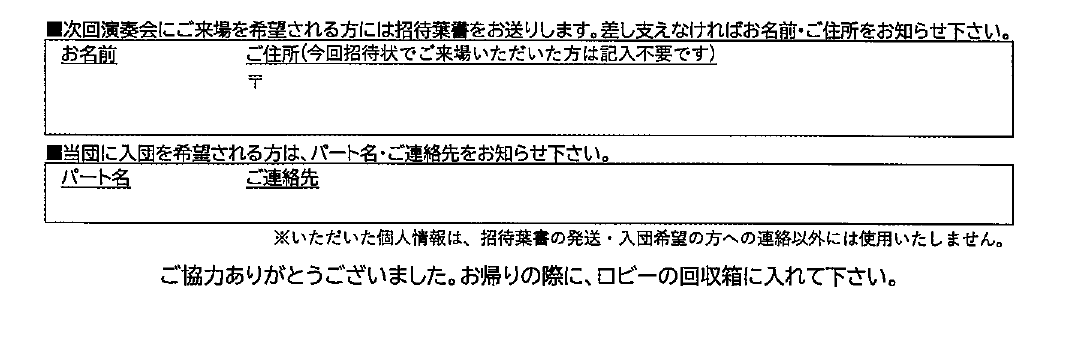 ■次回演奏会にご来場を希望される方には招待葉書をお送りします。差し支えなければお名前・ご住所をお知らせ下さい。
お名前 ご住所(今回招待状でご来場いただいた方は記入不要です)
〒
■当団に入団を希望される方は、パート名・ご連絡先をお知らせ下さい。
パート名 ご連絡先
※いただいた個人情報は、招待葉書の発送・入団希望の方への連絡以外には使用いたしません。
ご協力ありがとうございました。お帰りの際に、ロビーの回収箱に入れて下さい。